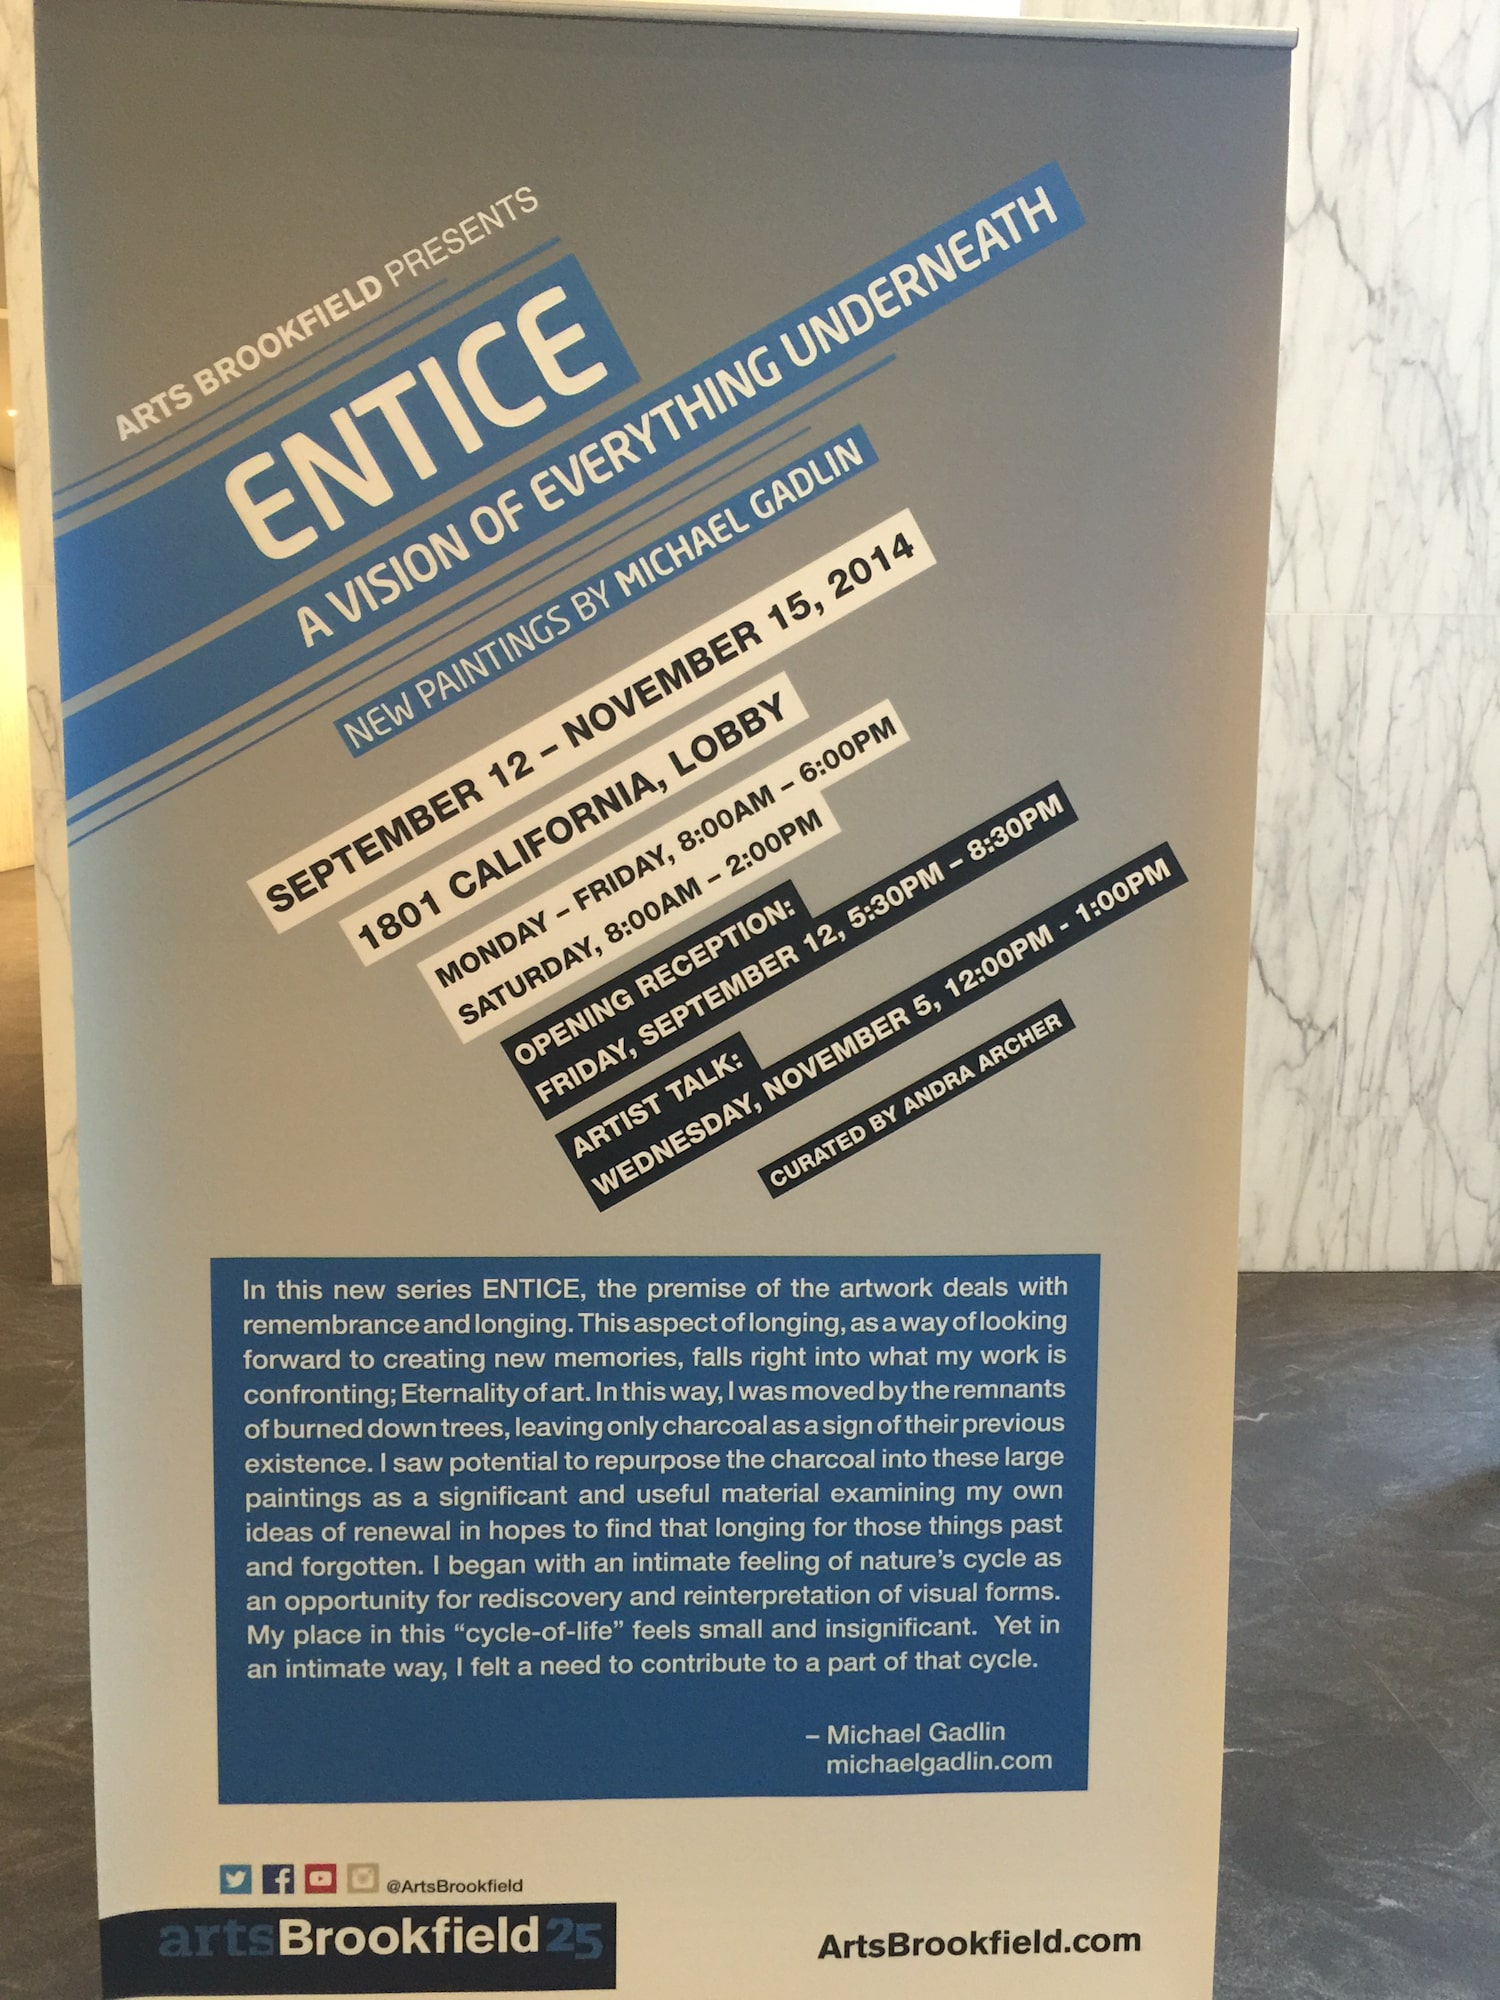 ARTS BROOKFIELD PRESENTS
ENTICE
A VISION OF EVERYTHING UNDERNEATH
NEW PAINTINGS BY MICHAEL GADLIN
SEPTEMBER 12 – NOVEMBER 15, 2014
1801 CALIFORNIA, LOBBY
MONDAY – FRIDAY, 8:00AM – 6:00PM
SATURDAY, 8:00AM – 2:00PM
OPENING RECEPTION:
FRIDAY, SEPTEMBER 12, 5:30PM – 8:30PM
ARTIST TALK:
WEDNESDAY, NOVEMBER 5, 12:00PM - 1:00PM
CURATED BY ANDRA ARCHER
In this new series ENTICE, the premise of the artwork deals with
remembrance and longing. This aspect of longing, as a way of looking
forward to creating new memories, falls right into what my work is
confronting; Eternality of art. In this way, I was moved by the remnants
of burned down trees, leaving only charcoal as a sign of their previous
existence. I saw potential to repurpose the charcoal into these large
paintings as a significant and useful material examining my own
ideas of renewal in hopes to find that longing for those things past
and forgotten. I began with an intimate feeling of nature's cycle as
an opportunity for rediscovery and reinterpretation of visual forms.
My place in this “cycle-of-life” feels small and insignificant. Yet in
an intimate way, I felt a need to contribute to a part of that cycle.
– Michael Gadlin
michaelgadlin.com
@ArtsBrookfield
artsBrookfield25
ArtsBrookfield.com